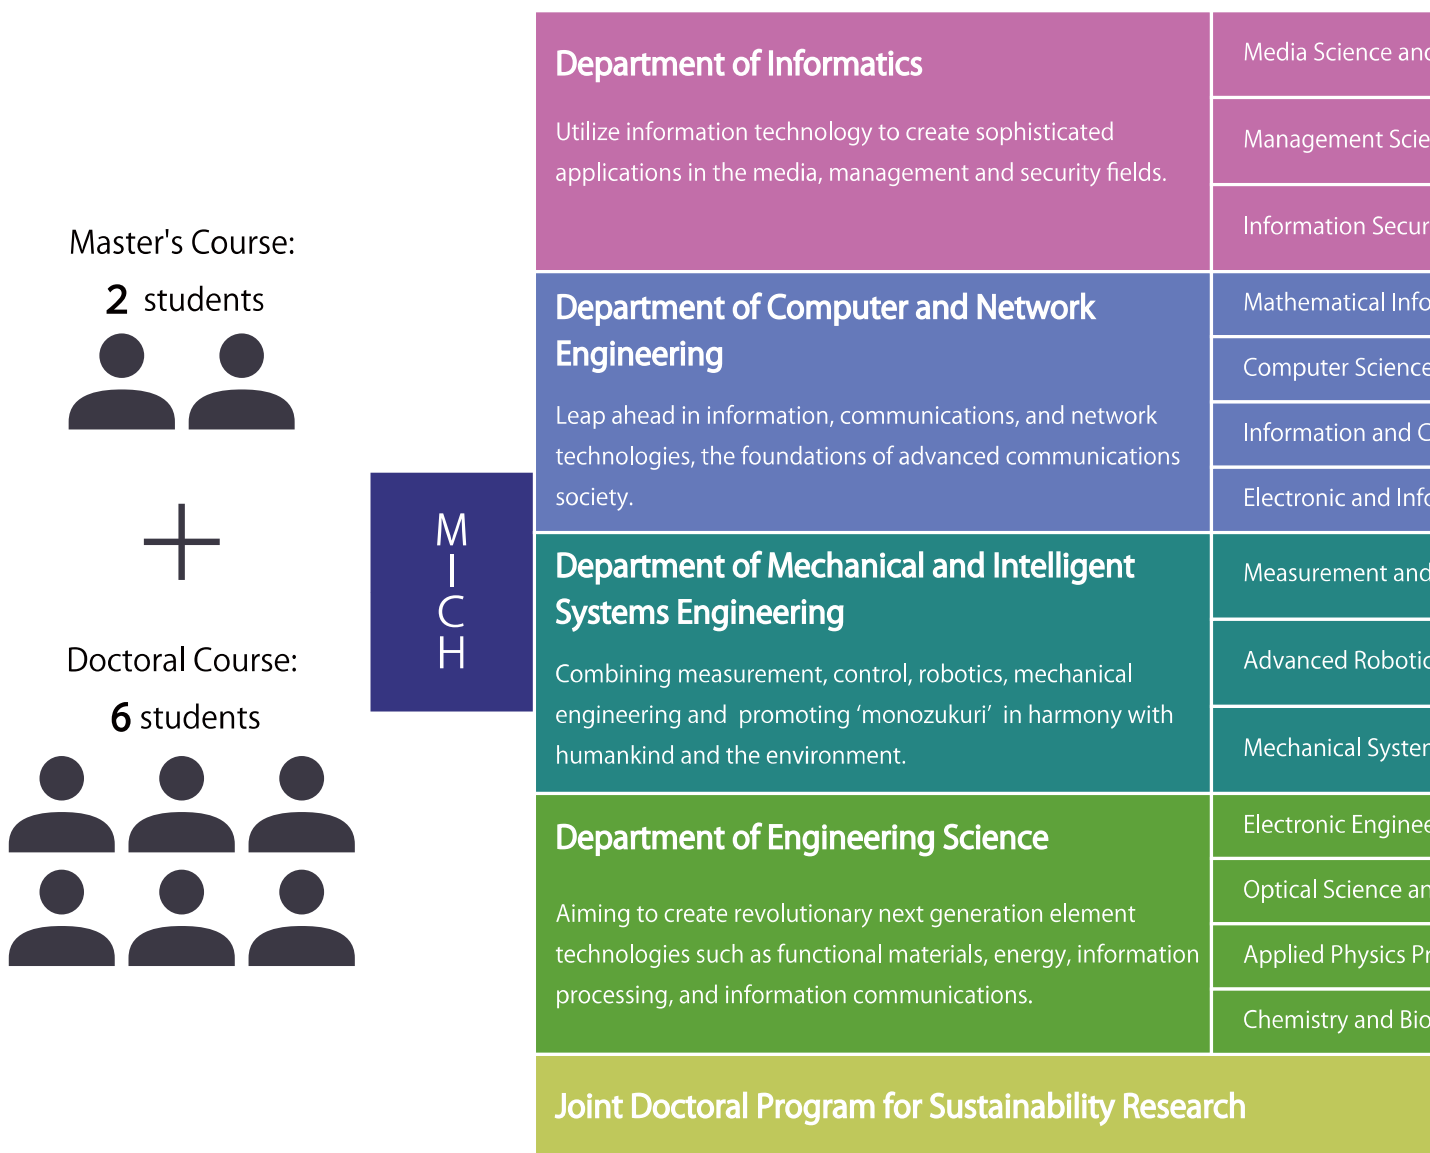 Master's Course:
2 students
Doctoral Course:
6 students
M
I
C
H
Department of Informatics
Utilize information technology to create sophisticated
applications in the media, management and security fields.
Media Science and
Management Scie
Information Secur
Department of Computer and Network
Engineering
Leap ahead in information, communications, and network
technologies, the foundations of advanced communications
society.
Mathematical Info
Computer Science
Information and C
Electronic and Info
Department of Mechanical and Intelligent
Systems Engineering
Combining measurement, control, robotics, mechanical
engineering and promoting ‘monozukuri’ in harmony with
humankind and the environment.
Measurement and
Advanced Robotic
Mechanical System
Department of Engineering Science
Aiming to create revolutionary next generation element
technologies such as functional materials, energy, information
processing, and information communications.
Electronic Enginee
Optical Science an
Applied Physics Pr
Chemistry and Bio
Joint Doctoral Program for Sustainability Research